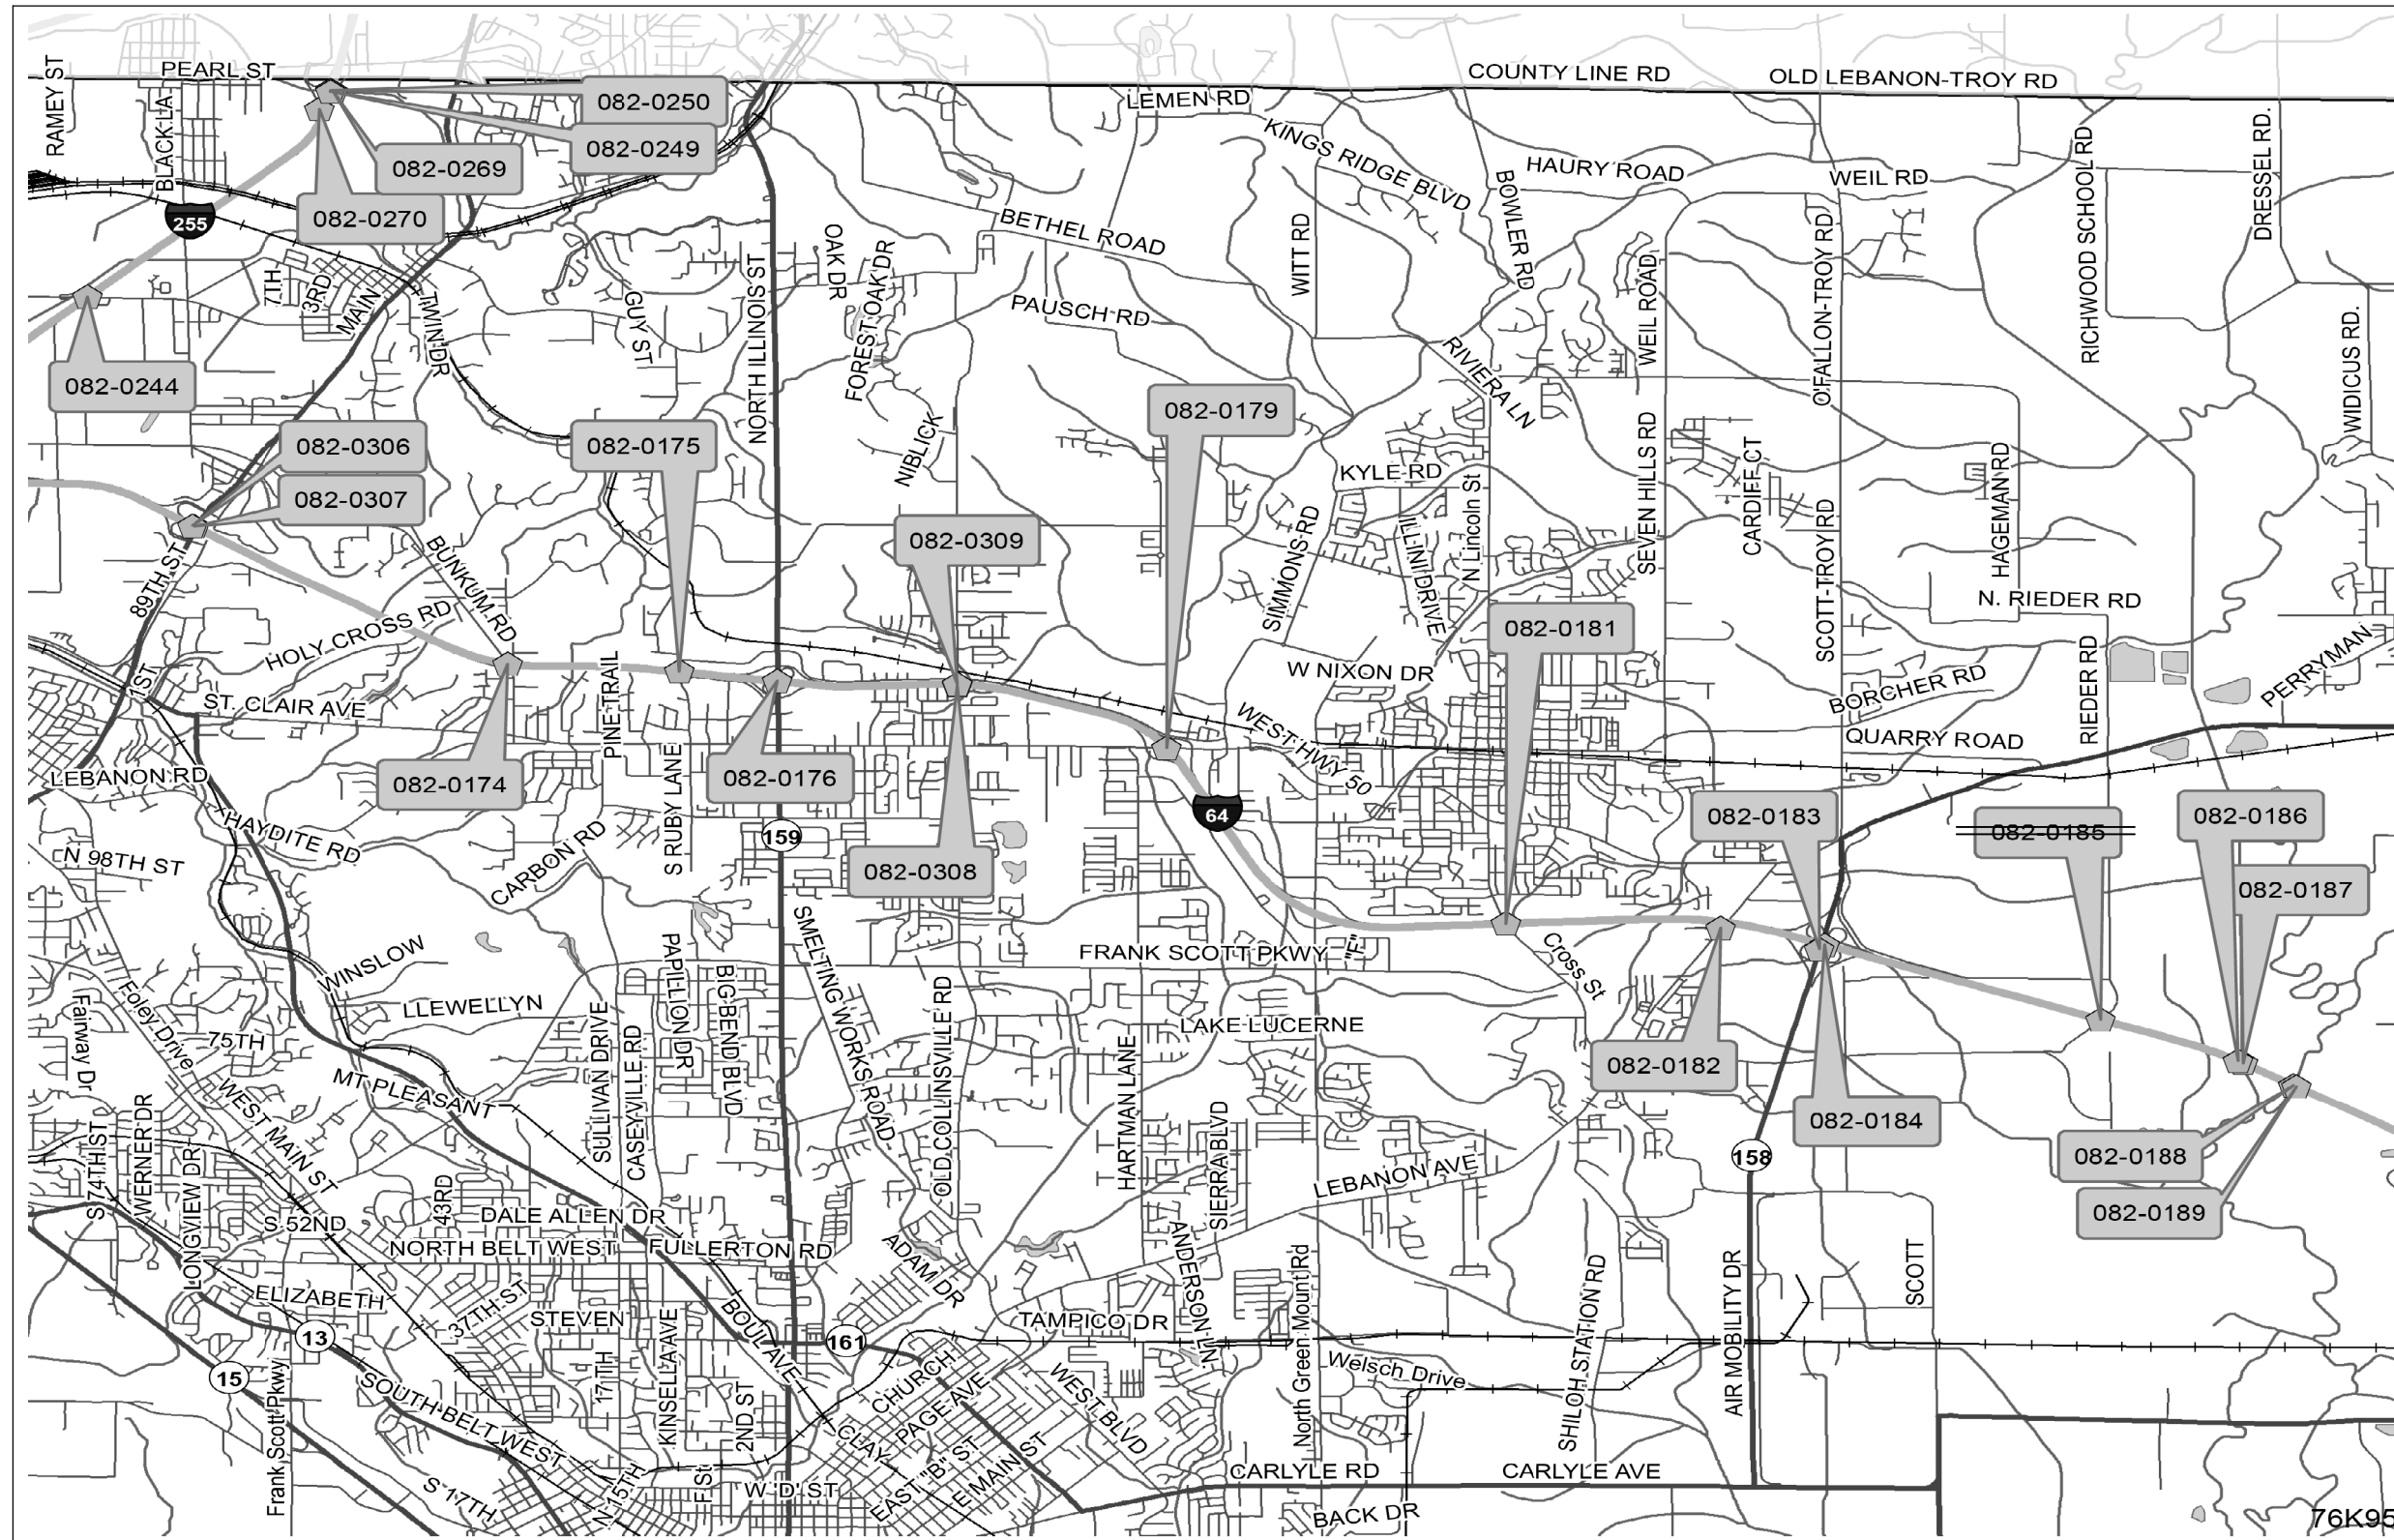 PEARL ST
RAMEY ST
BLACK LA
COUNTY LINE RD
OLD LEBANON-TROY RD
LEMEN RD
082-0250
082-0249
082-0269
082-0270
255
KINGS RIDGE BLVD
HAURY ROAD
WEIL RD
BOWLER RD
RICHWOOD SCHOOL RD
DRESSEL RD.
BETHEL ROAD
WITT RD
OAK DR
FOREST OAK DR
NORTH ILLINOIS ST
7TH
3RD
MAIN
TWIN DR
GUY ST
PAUSCH RD
WEIL ROAD
O'FALLON-TROY RD
WIDICUS RD.
RIVIERA LN
082-0244
082-0179
082-0306
082-0175
082-0307
NIBLICK
KYLE RD
N Lincoln St
SEVEN HILLS RD
CARDIFF CT
HAGEMAN RD
SCOTT-TROY RD
082-0309
SIMMONS RD
ILLINI DRIVE
89TH ST
BUNKUM RD
HOLY CROSS RD
N. RIEDER RD
082-0181
RIEDER RD
PERRYMAN
W NIXON DR
BORCHER RD
1ST
ST. CLAIR AVE
PINE TRAIL
WEST HWY 50
QUARRY ROAD
LEBANON RD
082-0174
S RUBY LANE
082-0176
64
159
082-0183
082-0185
082-0186
HAYDITE RD
N 98TH ST
CARBON RD
082-0308
082-0187
WINSLOW
PAPILLION DR
BIG BEND BLVD
SMELTING WORKS ROAD
FRANK SCOTT PKWY "E"
Cross St
Fairway Dr
Foley Drive
LLEWELLYN
SULLIVAN DRIVE
CASEYVILLE RD
OLD COLLINSVILLE RD
LAKE LUCERNE
75TH
HARTMAN LANE
082-0182
MT PLEASANT
WEST MAIN ST
SIERRA BLVD
082-0184
S 74TH ST
WERNER DR
LONGVIEW DR
158
082-0188
LEBANON AVE
082-0189
43RD
S 52ND
DALE ALLEN DR
NORTH BELT WEST
FULLERTON RD
ADAM DR
ANDERSON LN.
North Green Mount Rd
SHILOH STATION RD
AIR MOBILITY DR
SCOTT
ELIZABETH
37TH ST
STEVEN
BOUL AVE
TAMPICO DR
13
161
15
Frank Scott Pkwy
SOUTH BELT WEST
17TH
KINSELLA AVE
2ND ST
CHURCH
PAGE AVE
WEST BLVD
Welsch Drive
CLAY
S 17TH
N 15TH
F St
W 'D' ST
EAST "B" ST
E MAIN ST
CARLYLE RD
CARLYLE AVE
BACK DR
76K95